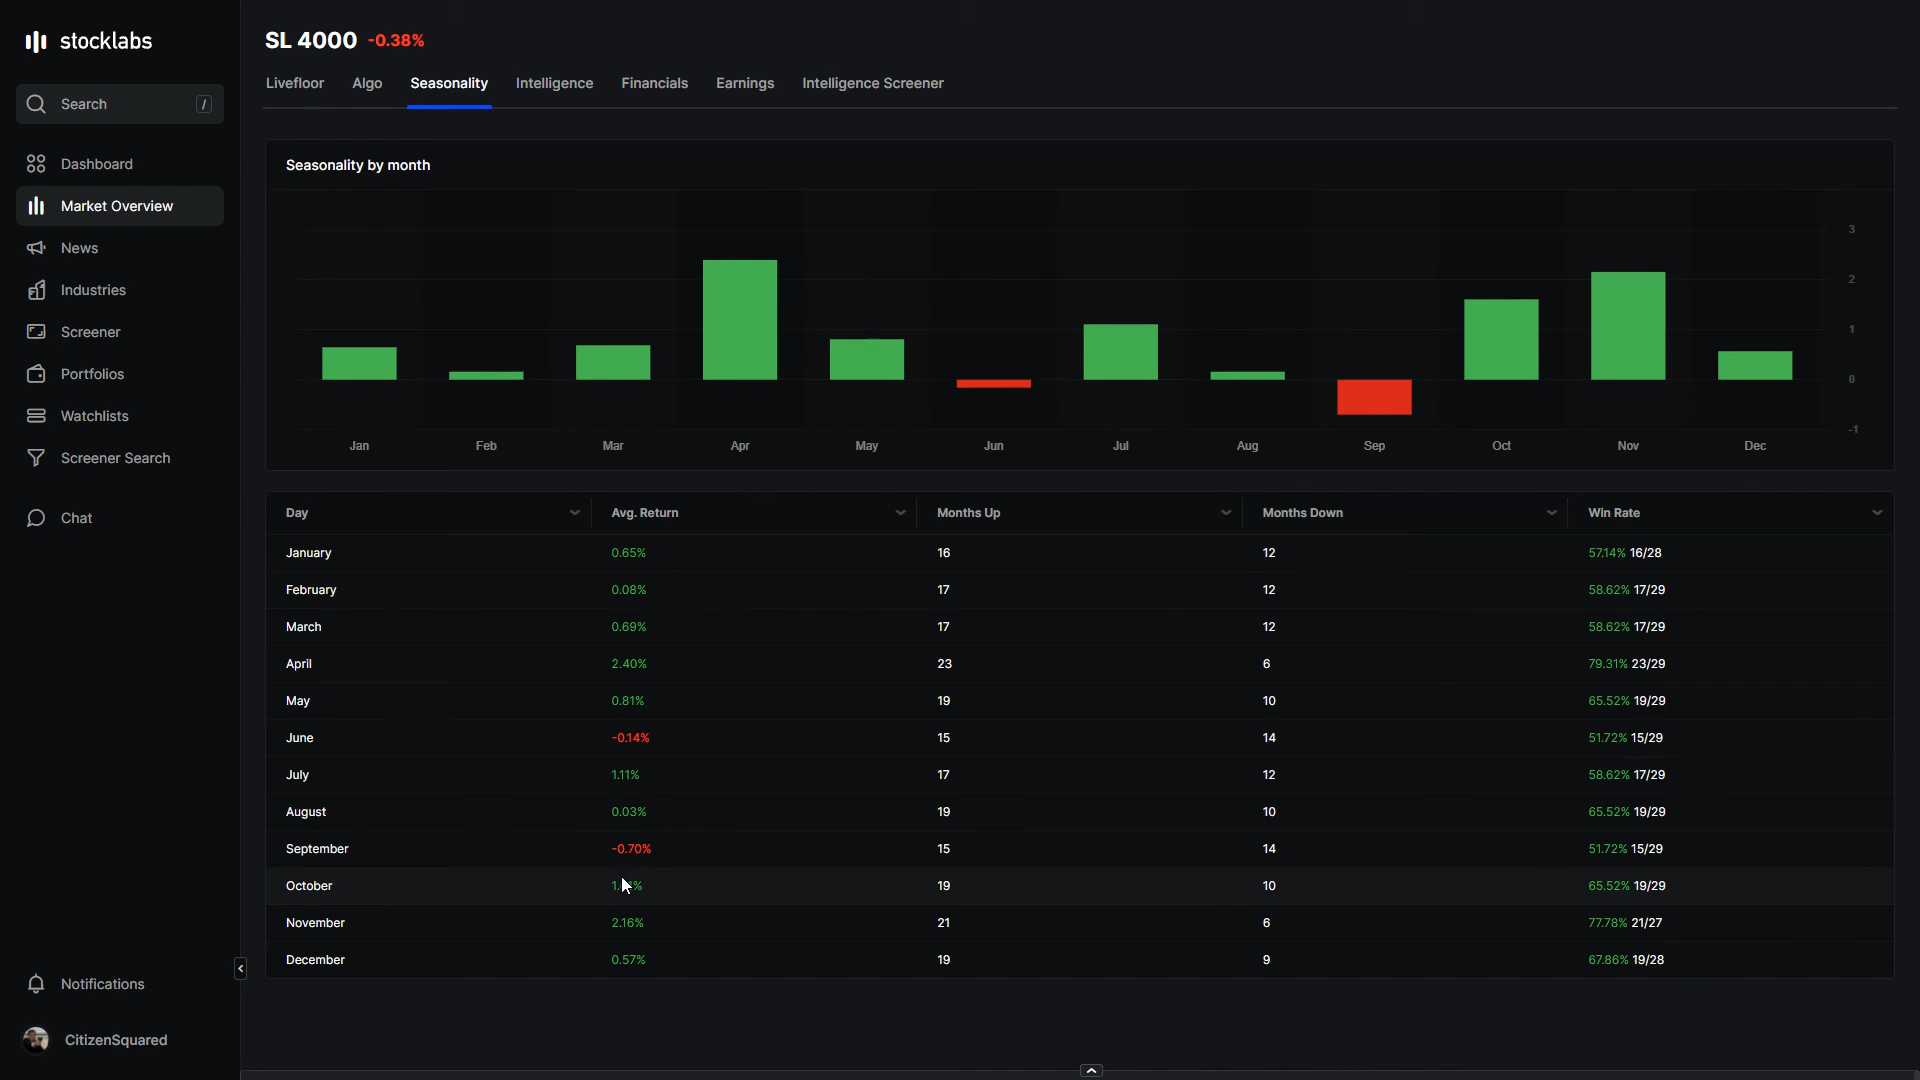 stocklabs
Search /
Dashboard
Market Overview
News
Industries
Screener
Portfolios
Watchlists
Screener Search
Chat
Notifications
CitizenSquared
SL 4000 -0.38%
Livefloor Algo Seasonality Intelligence Financials Earnings Intelligence Screener
Seasonality by month
3
2
1
0
-1
Jan Feb Mar Apr May Jun Jul Aug Sep Oct Nov Dec
Day Avg. Return Months Up Months Down Win Rate
January 0.65% 16 12 57.14% 16/28
February 0.08% 17 12 58.62% 17/29
March 0.69% 17 12 58.62% 17/29
April 2.40% 23 6 79.31% 23/29
May 0.81% 19 10 65.52% 19/29
June -0.14% 15 14 51.72% 15/29
July 1.11% 17 12 58.62% 17/29
August 0.03% 19 10 65.52% 19/29
September -0.70% 15 14 51.72% 15/29
October 19 10 65.52% 19/29
November 2.16% 21 6 77.78% 21/27
December 0.57% 19 9 67.86% 19/28